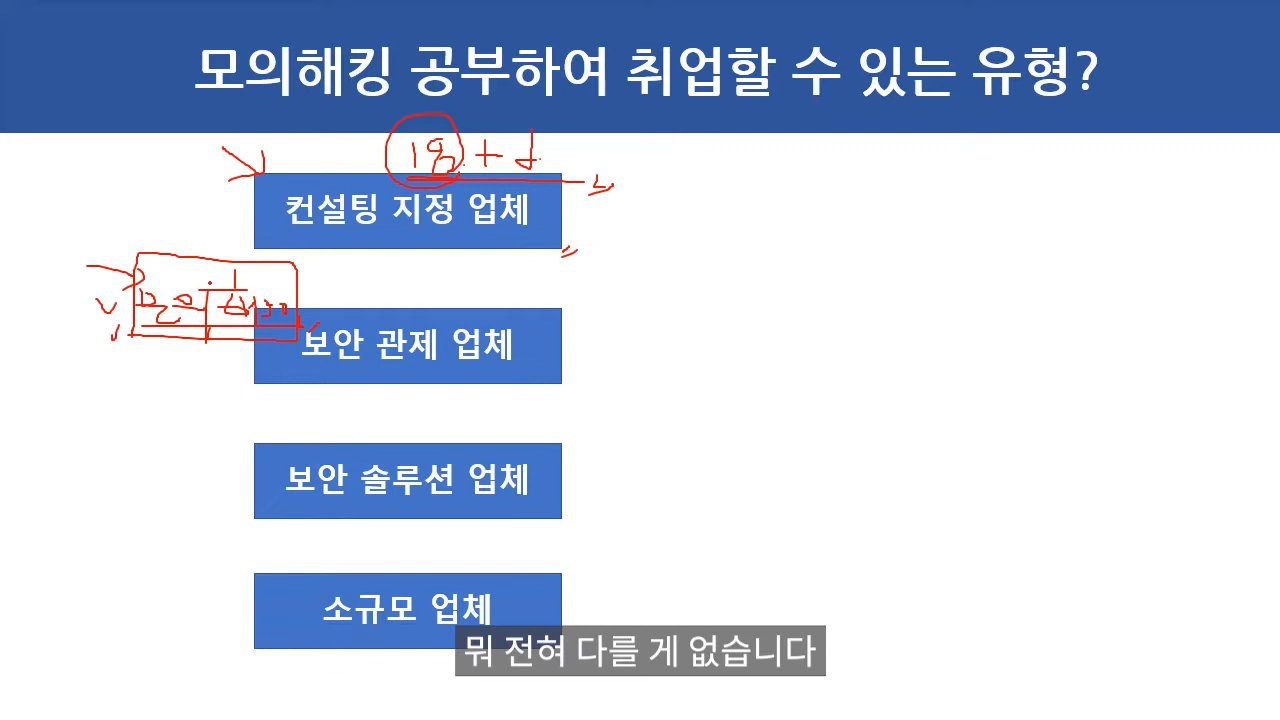 모의해킹 공부하여 취업할 수 있는 유형?
컨설팅 지정 업체
보안 관제 업체
보안 솔루션 업체
소규모 업체
뭐 전혀 다를 게 없습니다